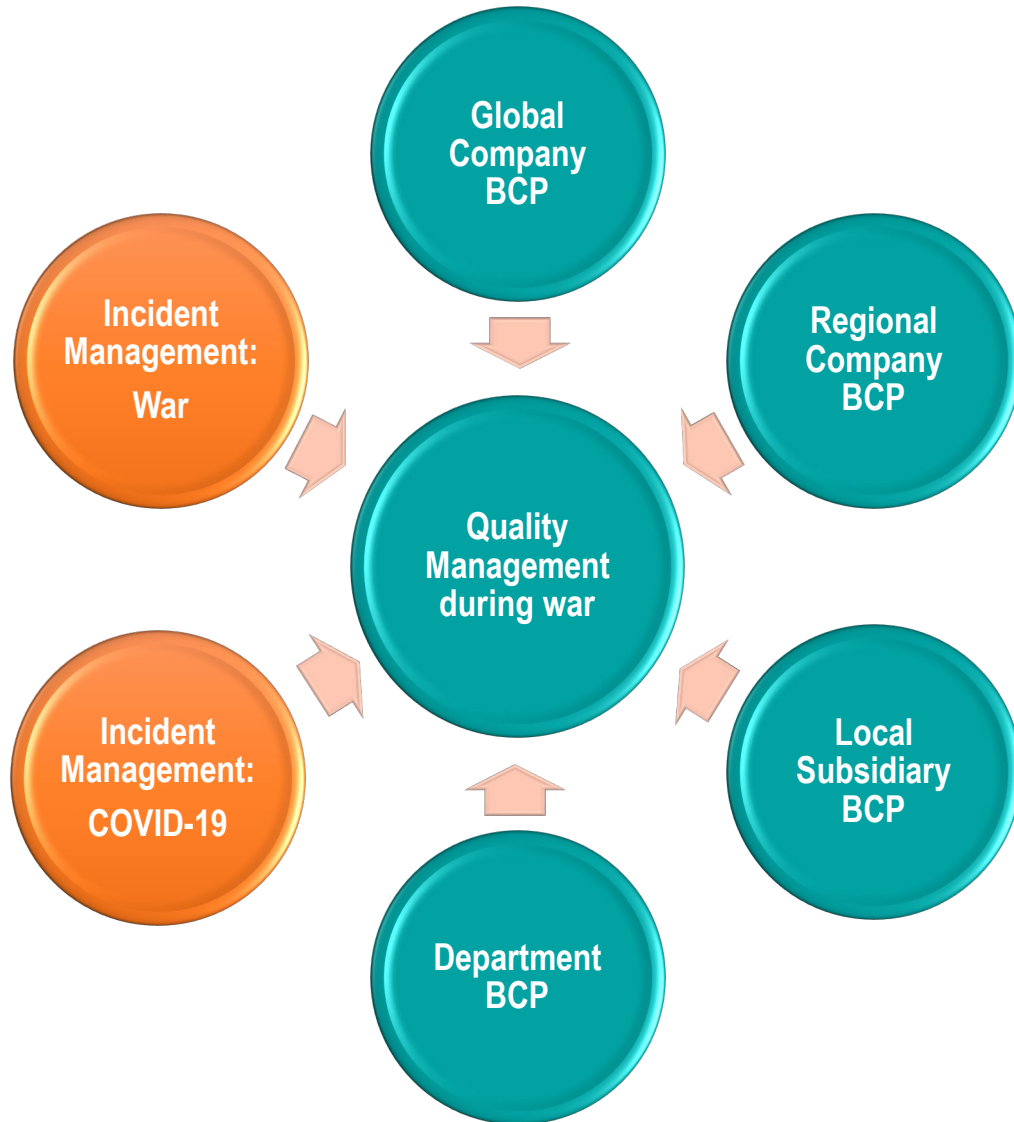 Global
Company
BCP
Incident
Management:
War
Regional
Company
BCP
Quality
Management
during war
Incident
Management:
COVID-19
Local
Subsidiary
BCP
Department
BCP